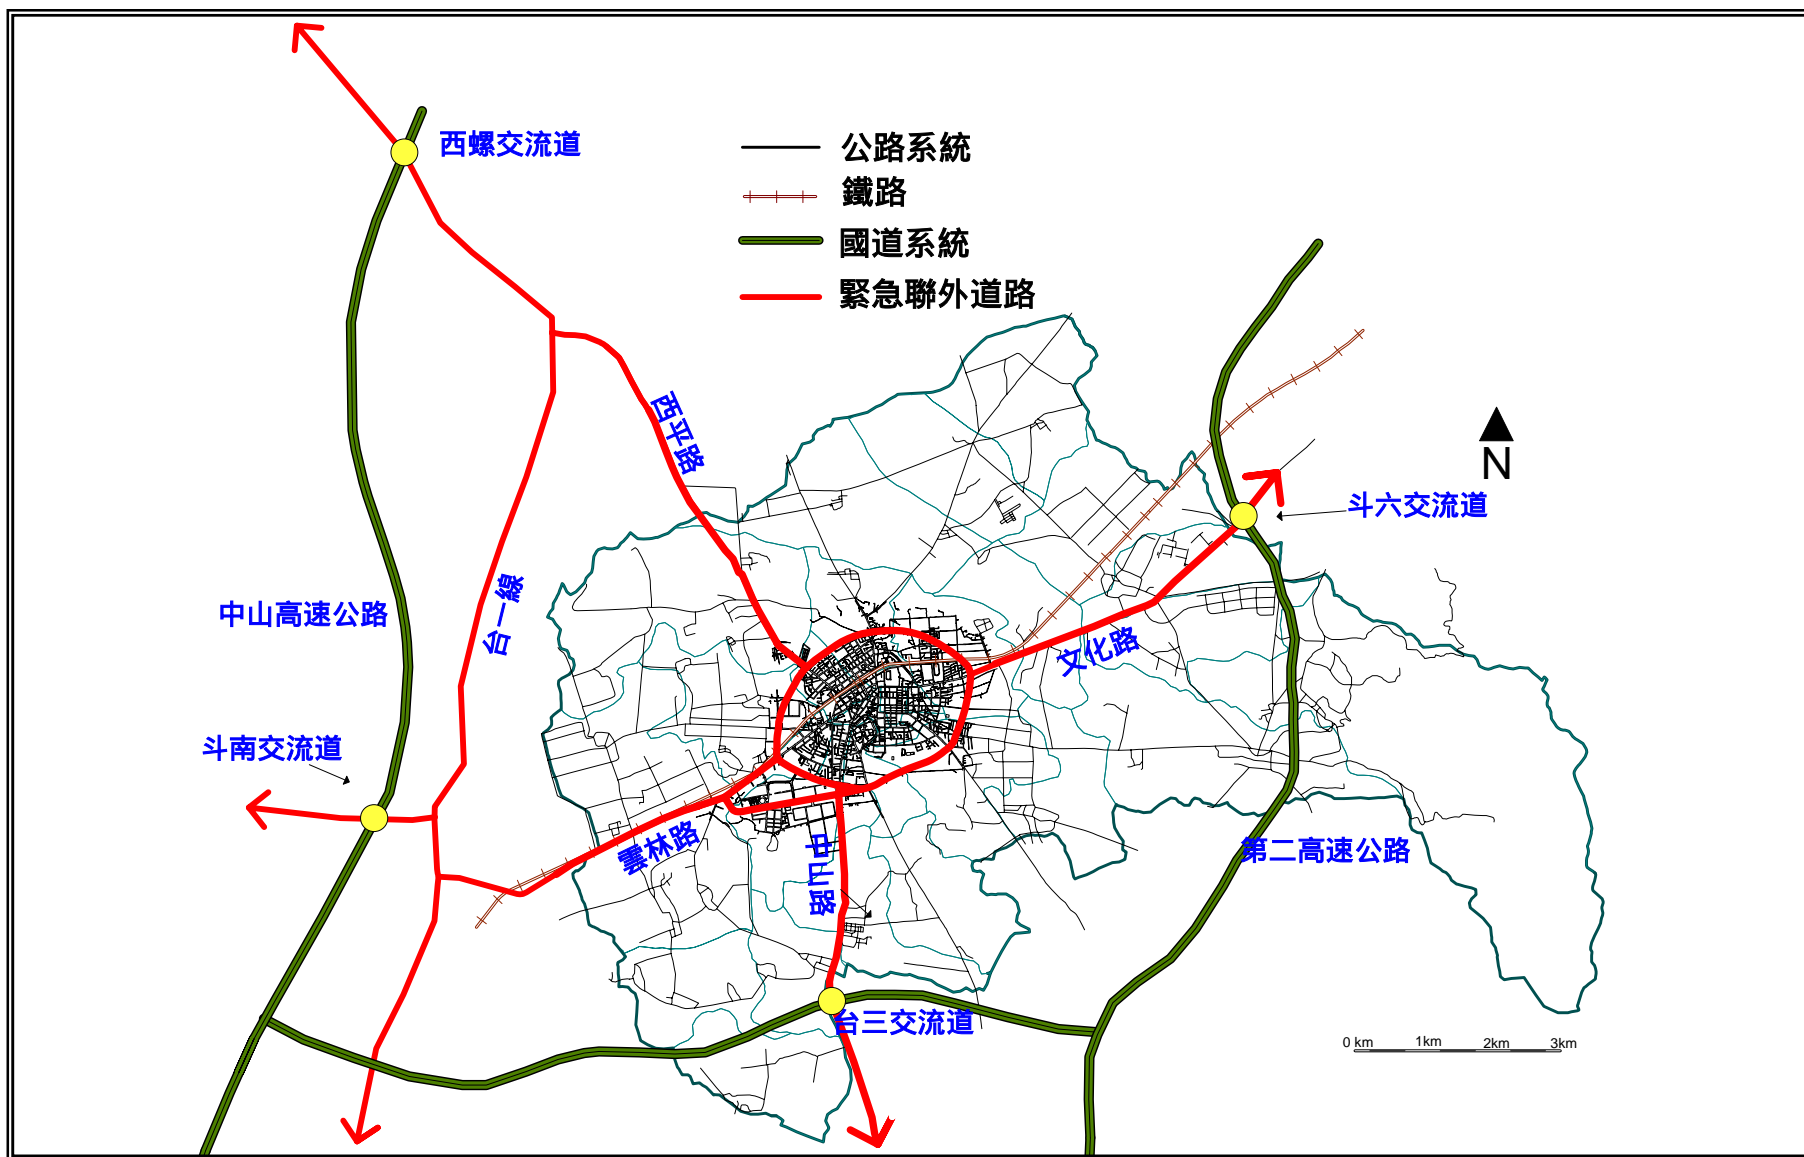 西螺交流道
公路系統
鐵路
國道系統
緊急聯外道路
西平路
N
斗六交流道
台一線
中山高速公路
文化路
斗南交流道
雲林路
中山路
第二高速公路
台三交流道
0 km 1km 2km 3km